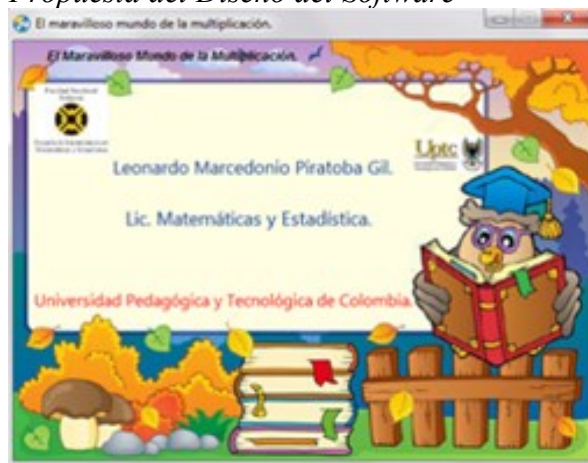 Propuesta del Diseño del Software
El maravilloso mundo de la multiplicación.
El Maravilloso Mundo de la Multiplicación.
Uptc
Leonardo Marcedonio Piratoba Gil.
Lic. Matemáticas y Estadística.
Universidad Pedagógica y Tecnológica de Colombia.